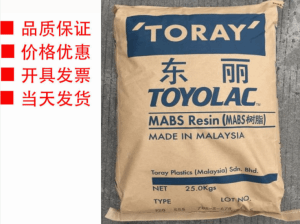 品质保证
价格优惠
开具发票
当天发货
'TORAY'
东丽
TOYOLAC™
MABS Resin(MABS树脂)
MADE IN MALAYSIA
Toray Plastics (Malaysia) Sdn. Bhd.
NET 25.0Kgs
TYPE LOT NO.